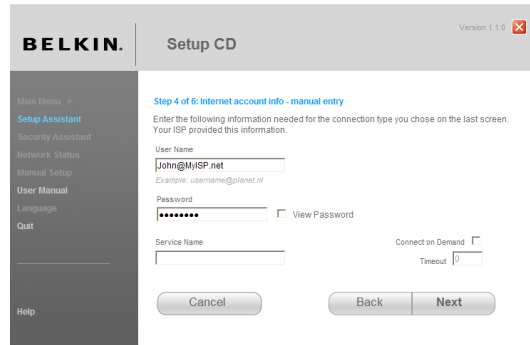 Version 1.1.0
BELKIN.
Setup CD
Main Menu >
Setup Assistant
Security Assistant
Network Status
Manual Setup
User Manual
Language
Quit
Help
Step 4 of 6: Internet account info - manual entry
Enter the following information needed for the connection type you chose on the last screen.
Your ISP provided this information.
User Name
John@MyISP.net
Example: username@planet.nl
Password
●●●●●●●●
View Password
Service Name
Connect on Demand
Timeout 0
Cancel
Back
Next